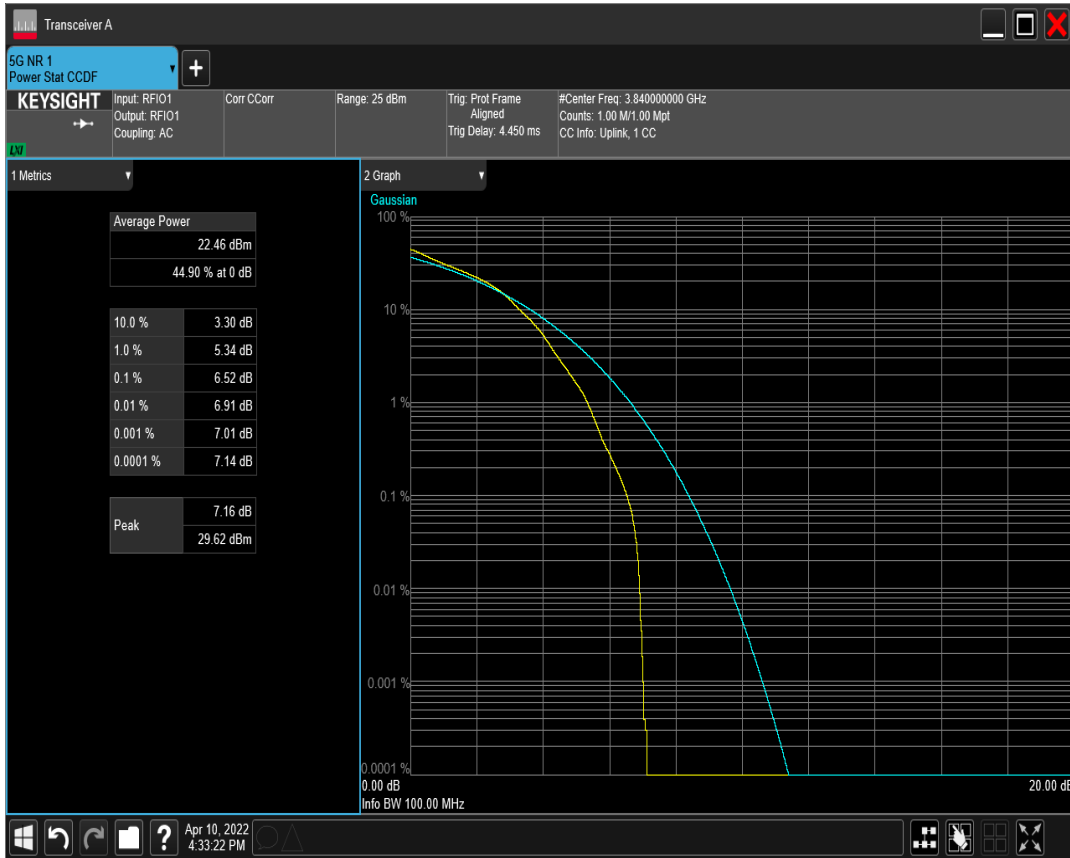 Transceiver A
5G NR 1
Power Stat CCDF
+
KEYSIGHT
LXI
Input: RFIO1
Output: RFIO1
Coupling: AC
Corr CCorr
Range: 25 dBm
Trig: Prot Frame
Aligned
Trig Delay: 4.450 ms
#Center Freq: 3.840000000 GHz
Counts: 1.00 M/1.00 Mpt
CC Info: Uplink, 1 CC
1 Metrics
Average Power
22.46 dBm
44.90 % at 0 dB
10.0 % 3.30 dB
1.0 % 5.34 dB
0.1 % 6.52 dB
0.01 % 6.91 dB
0.001 % 7.01 dB
0.0001 % 7.14 dB
Peak 7.16 dB
29.62 dBm
2 Graph
Gaussian
100 %
10 %
1 %
0.1 %
0.01 %
0.001 %
0.0001 %
0.00 dB 20.00 dB
Info BW 100.00 MHz
? Apr 10, 2022
4:33:22 PM